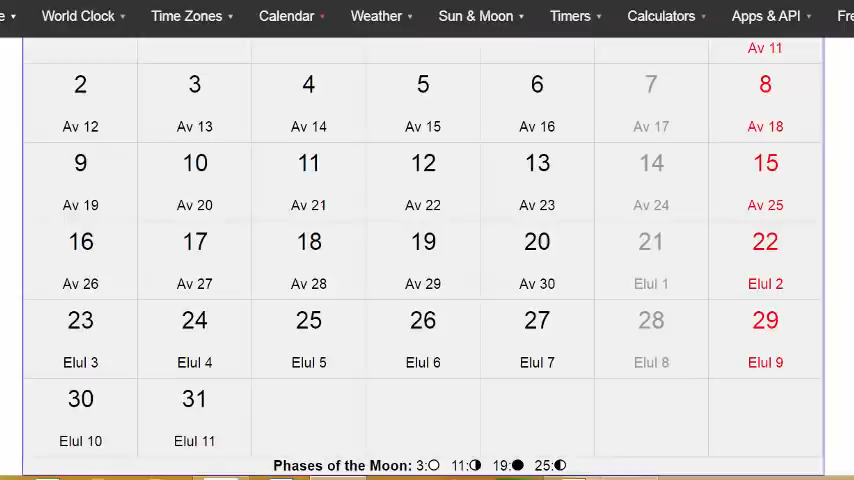 World Clock Time Zones Calendar Weather Sun & Moon Timers Calculators Apps & API
Av 11
2 3 4 5 6 7 8
Av 12 Av 13 Av 14 Av 15 Av 16 Av 17 Av 18
9 10 11 12 13 14 15
Av 19 Av 20 Av 21 Av 22 Av 23 Av 24 Av 25
16 17 18 19 20 21 22
Av 26 Av 27 Av 28 Av 29 Av 30 Elul 1 Elul 2
23 24 25 26 27 28 29
Elul 3 Elul 4 Elul 5 Elul 6 Elul 7 Elul 8 Elul 9
30 31
Elul 10 Elul 11
Phases of the Moon: 3: 11: 19: 25: